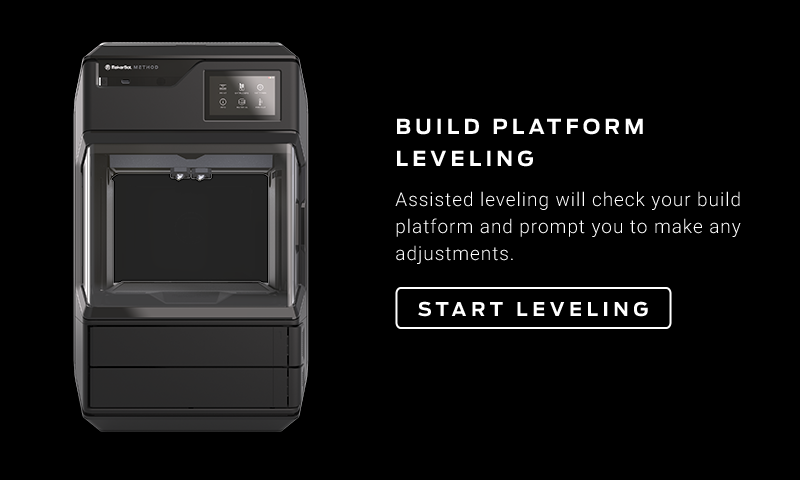 MakerBot METHOD
BUILD PLATFORM
LEVELING
Assisted leveling will check your build
platform and prompt you to make any
adjustments.
START LEVELING